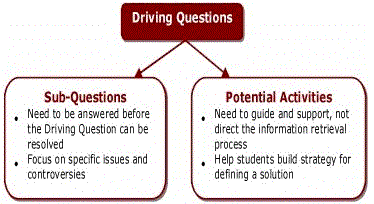 Driving Questions
Sub-Questions
• Need to be answered before
the Driving Question can be
resolved
• Focus on specific issues and
controversies
Potential Activities
• Need to guide and support, not
direct the information retrieval
process
• Help students build strategy for
defining a solution